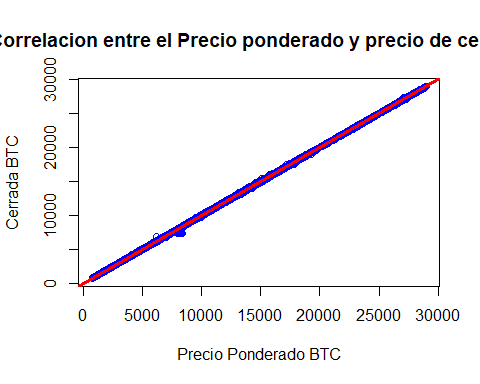 Correlacion entre el Precio ponderado y precio de ce
30000
20000
10000
0
Cerrada BTC
0 5000 10000 15000 20000 25000 30000
Precio Ponderado BTC